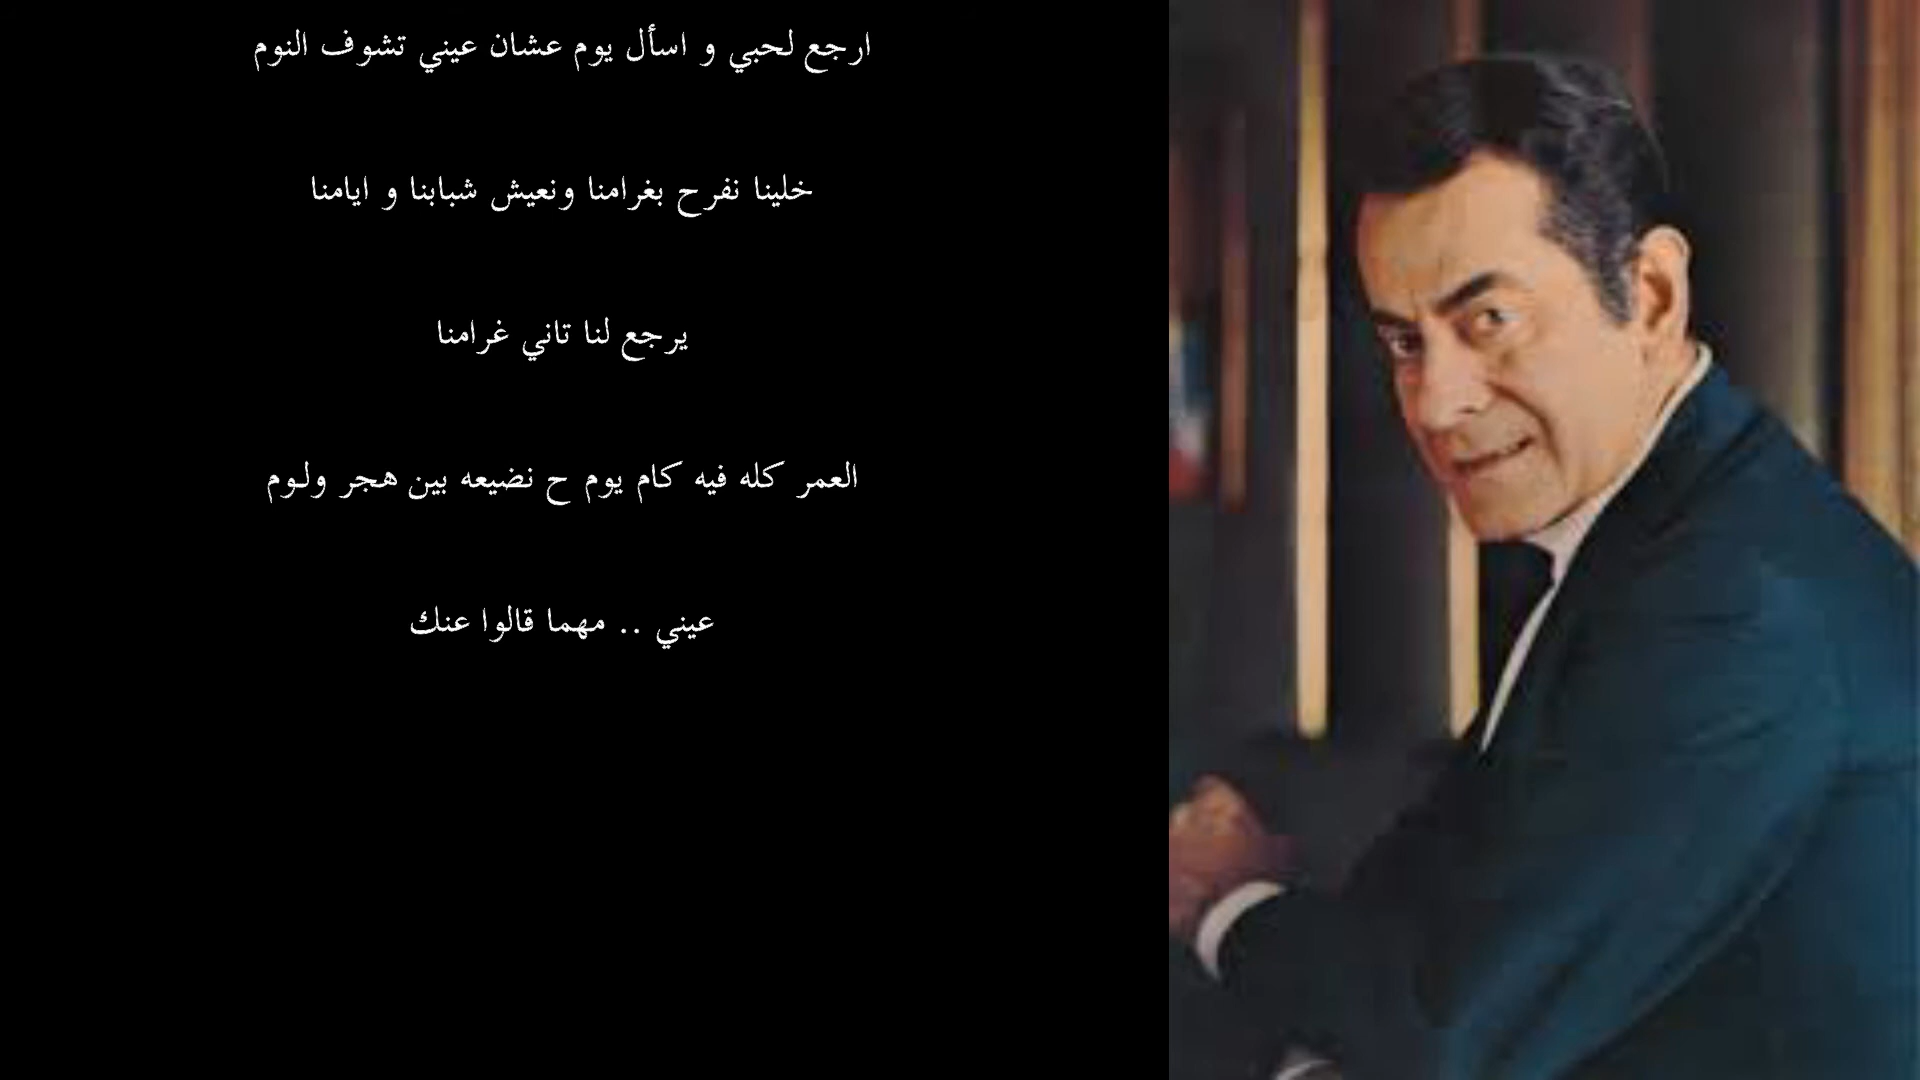 ارجع لحبي و اسأل يوم عشان عيني تشوف النوم
خلينا نفرح بغرامنا ونعيش شبابنا و ايامنا
يرجع لنا تاني غرامنا
العمر كله فيه كام يوم ح نضيعه بين هجر ولوم
عيني .. مهما قالوا عنك